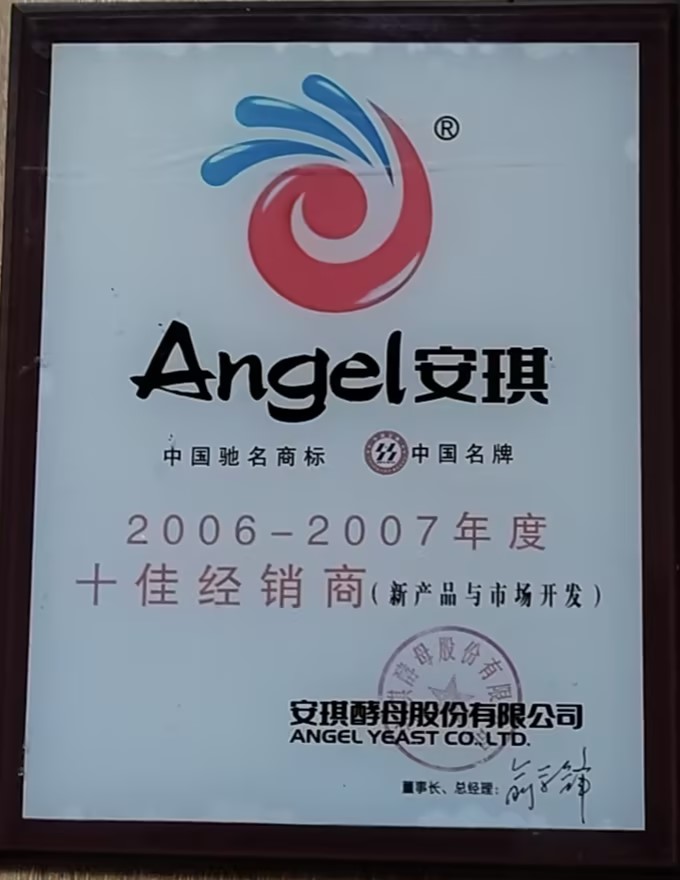 ®
Angel安琪
中国驰名商标 中国名牌
2006-2007年度
十佳经销商(新产品与市场开发)
安琪酵母股份有限公司
ANGEL YEAST CO.,LTD.
董事长、总经理: